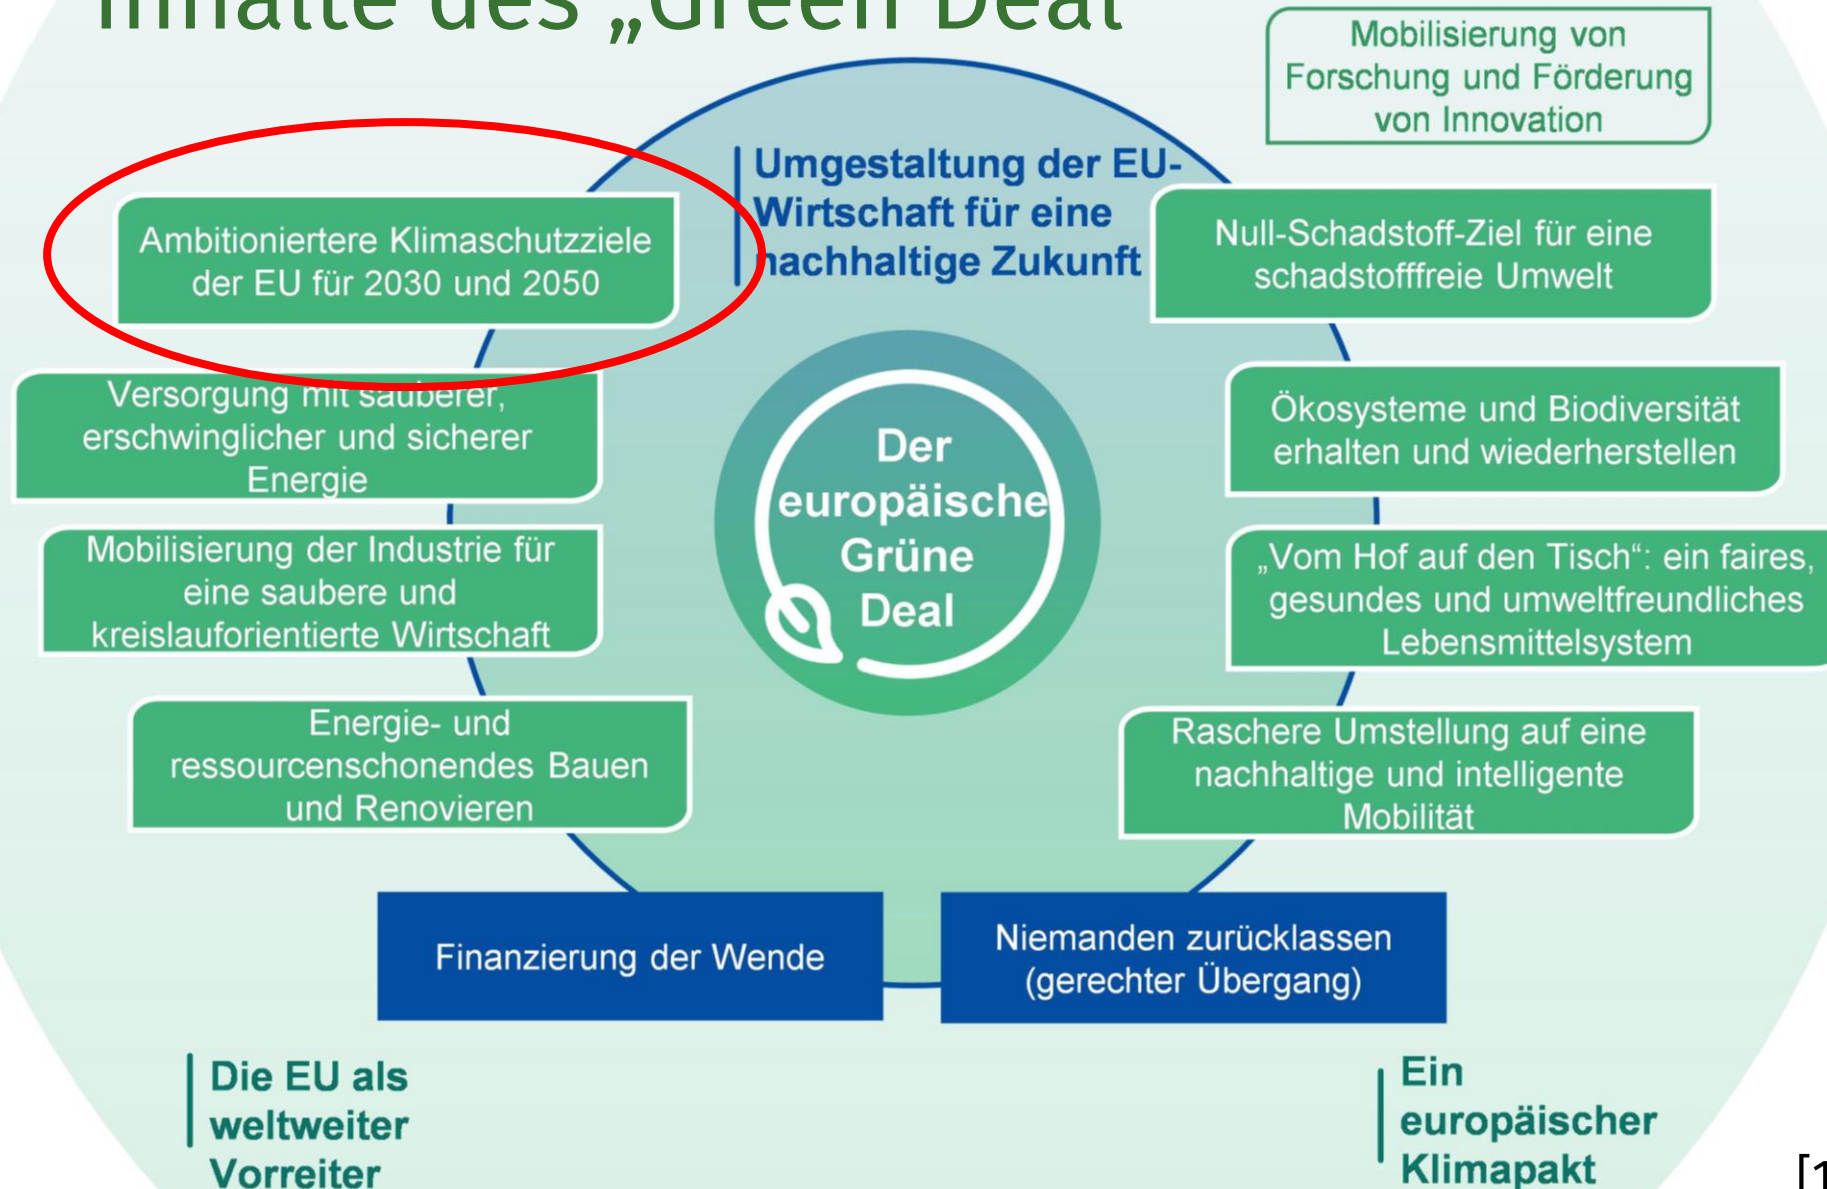 Inhalte des „Green Deal“
Mobilisierung von
Forschung und Förderung
von Innovation
Umgestaltung der EU-
Wirtschaft für eine
nachhaltige Zukunft
Ambitioniertere Klimaschutzziele
der EU für 2030 und 2050
Null-Schadstoff-Ziel für eine
schadstofffreie Umwelt
Versorgung mit sauberer,
erschwinglicher und sicherer
Energie
Ökosysteme und Biodiversität
erhalten und wiederherstellen
Der
europäische
Grüne
Deal
Mobilisierung der Industrie für
eine saubere und
kreislauforientierte Wirtschaft
„Vom Hof auf den Tisch“: ein faires,
gesundes und umweltfreundliches
Lebensmittelsystem
Energie- und
ressourcenschonendes Bauen
und Renovieren
Raschere Umstellung auf eine
nachhaltige und intelligente
Mobilität
Finanzierung der Wende
Niemanden zurücklassen
(gerechter Übergang)
Die EU als
weltweiter
Vorreiter
Ein
europäischer
Klimapakt
[1